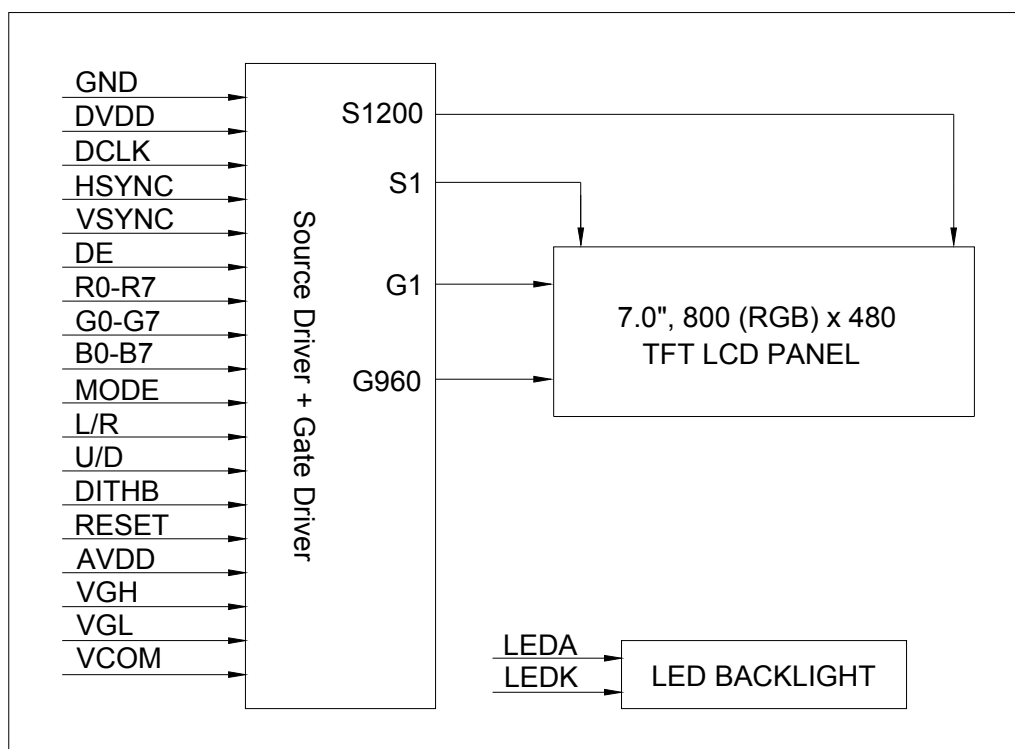 GND
DVDD
DCLK
HSYNC
VSYNC
DE
R0-R7
G0-G7
B0-B7
MODE
L/R
U/D
DITHB
RESET
AVDD
VGH
VGL
VCOM
Source Driver + Gate Driver
S1200
S1
G1
G960
7.0", 800 (RGB) x 480
TFT LCD PANEL
LEDA
LEDK
LED BACKLIGHT